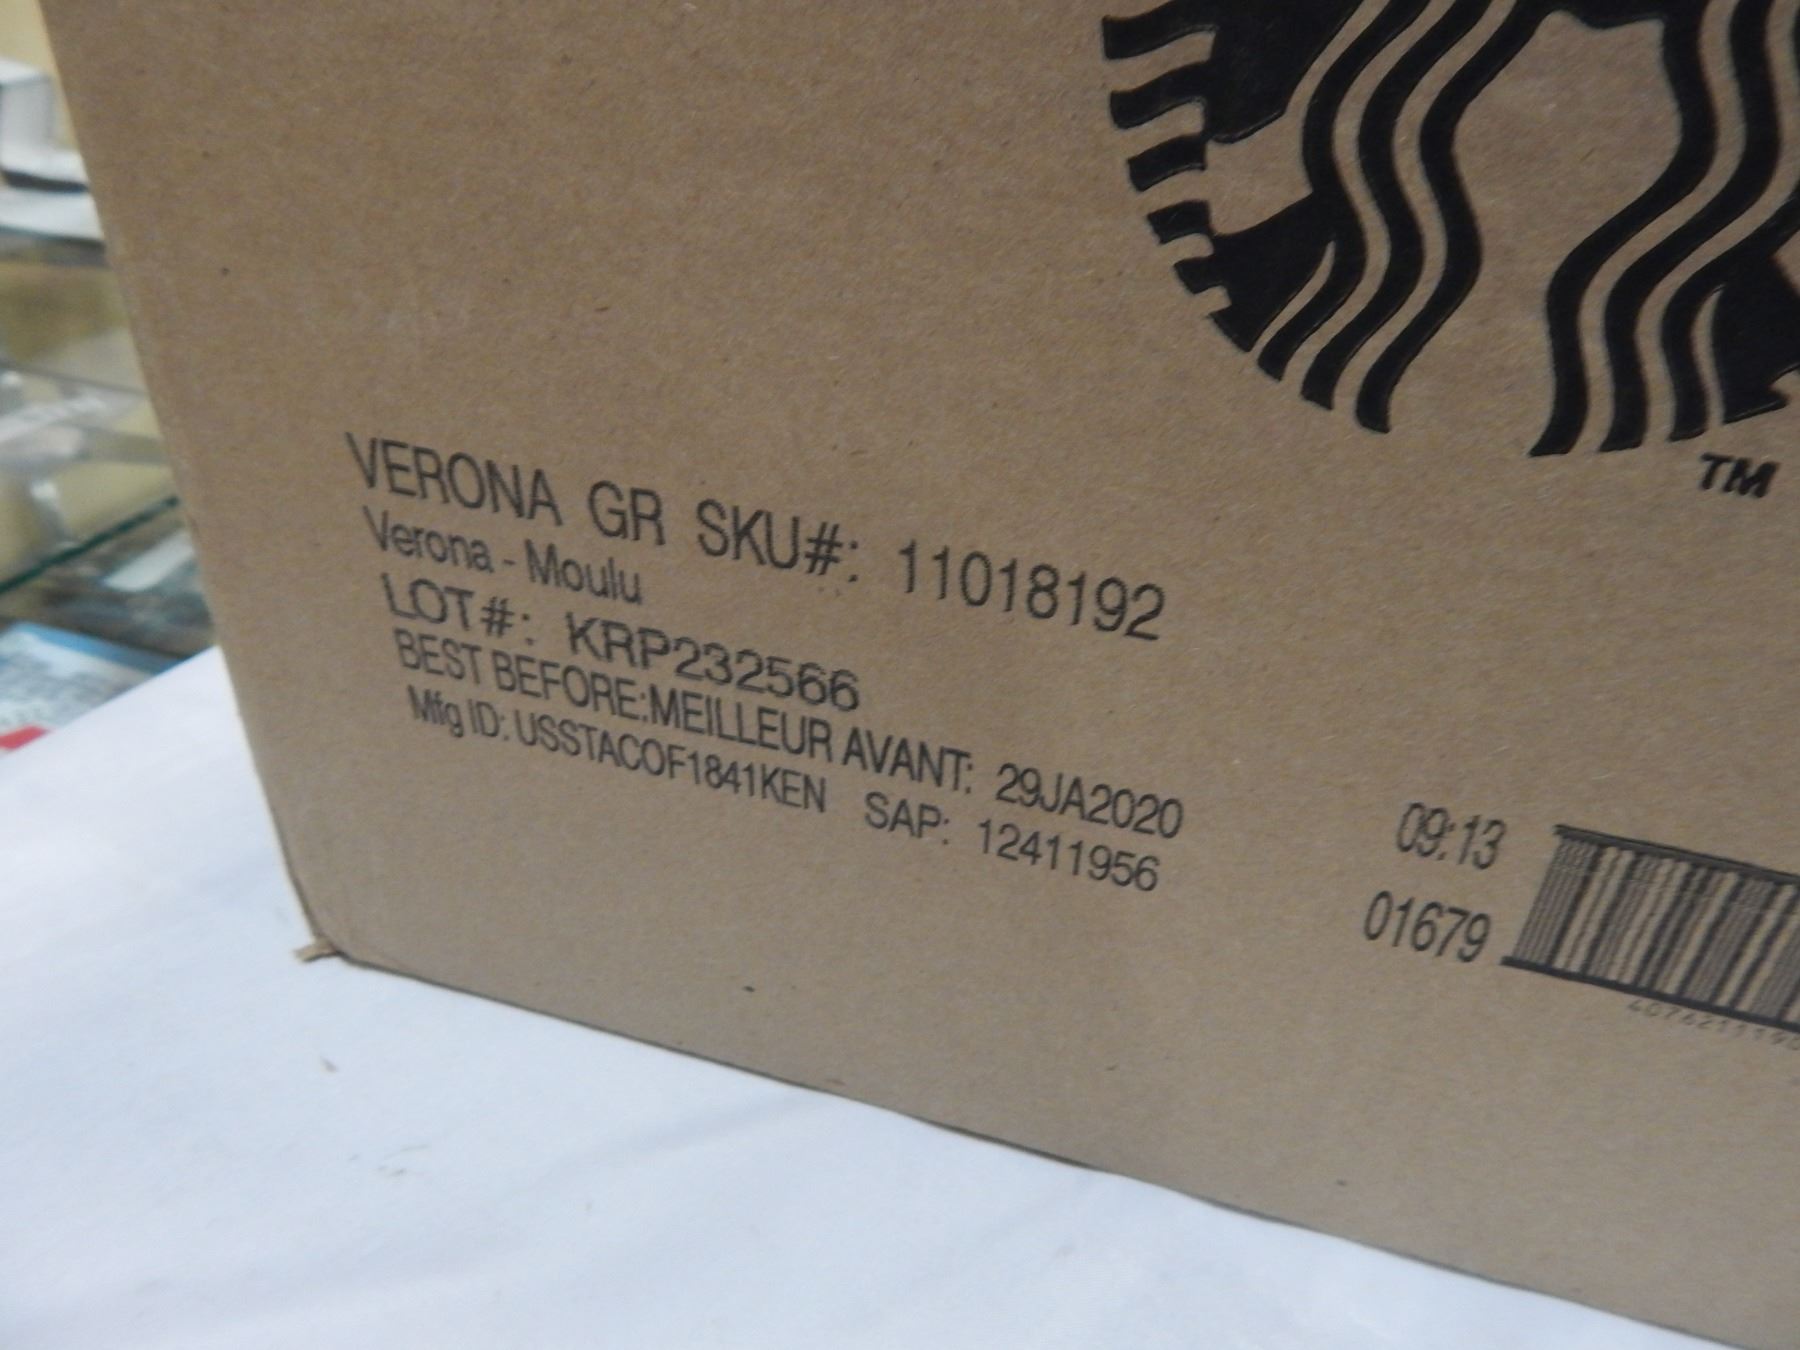 TM
VERONA GR SKU#: 11018192
Verona - Moulu
LOT#: KRP232566
BEST BEFORE:MEILLEUR AVANT: 29JA2020
Mfg ID: USSTACOF1841KEN SAP: 12411956
09:13
01679